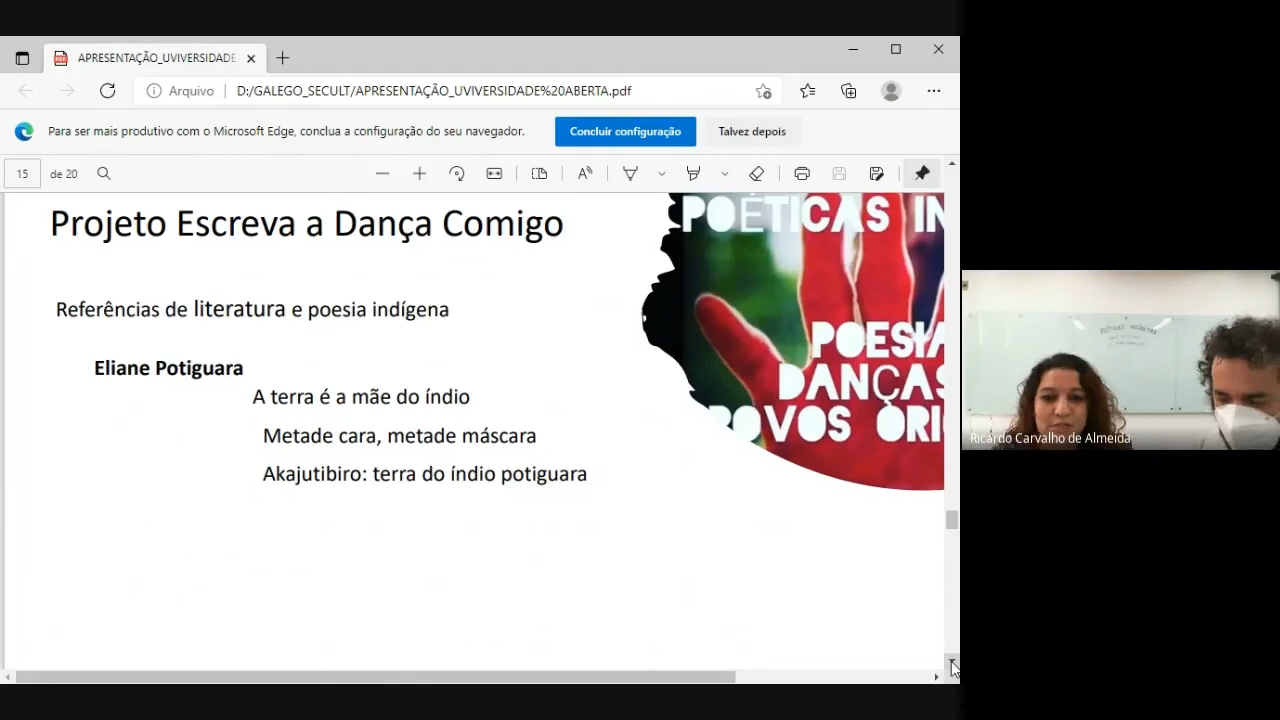 APRESENTAÇÃO_UVIVERSIDADE
Arquivo
D:/GALEGO_SECULT/APRESENTAÇÃO_UVIVERSIDADE%20ABERTA.pdf
Para ser mais produtivo com o Microsoft Edge, conclua a configuração do seu navegador.
Concluir configuração
Talvez depois
15 de 20
Projeto Escreva a Dança Comigo
Referências de literatura e poesia indígena
Eliane Potiguara
A terra é a mãe do índio
Metade cara, metade máscara
Akajutibiro: terra do índio potiguara
POÉTICAS IN
POESIA
DANÇAS
POVOS ORI
Ricardo Carvalho de Almeida